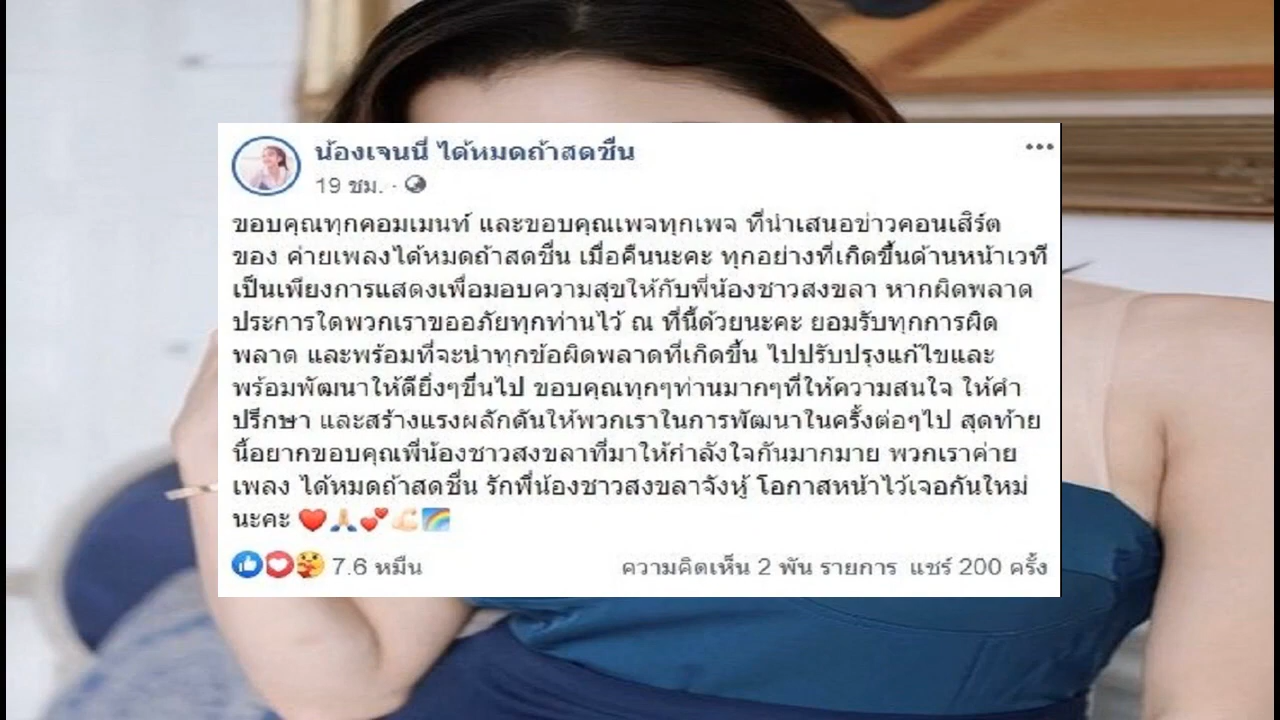 น้องเจนนี่ ได้หมดถ้าสดชื่น
19 ชม. ·
ขอบคุณทุกคอมเมนท์ และขอบคุณเพจทุกเพจ ที่นำเสนอข่าวคอนเสิร์ต
ของ ค่ายเพลงได้หมดถ้าสดชื่น เมื่อคืนนะคะ ทุกอย่างที่เกิดขึ้นด้านหน้าเวที
เป็นเพียงการแสดงเพื่อมอบความสุขให้กับพี่น้องชาวสงขลา หากผิดพลาด
ประการใดพวกเราขออภัยทุกท่านไว้ ณ ที่นี้ด้วยนะคะ ยอมรับทุกการผิด
พลาด และพร้อมที่จะนำทุกข้อผิดพลาดที่เกิดขึ้น ไปปรับปรุงแก้ไขและ
พร้อมพัฒนาให้ดียิ่งๆขึ้นไป ขอบคุณทุกๆท่านมากๆที่ให้ความสนใจ ให้คำ
ปรึกษา และสร้างแรงผลักดันให้พวกเราในการพัฒนาในครั้งต่อๆไป สุดท้าย
นี้อยากขอบคุณพี่น้องชาวสงขลาที่มาให้กำลังใจกันมากมาย พวกเราค่าย
เพลง ได้หมดถ้าสดชื่น รักพี่น้องชาวสงขลาจังหู้ โอกาสหน้าไว้เจอกันใหม่
นะคะ ❤️🙏🏻💕💪🏻🌈
7.6 หมื่น ความคิดเห็น 2 พัน รายการ แชร์ 200 ครั้ง